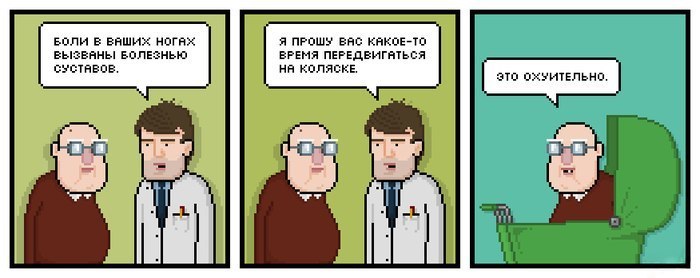 БОЛИ В ВАШИХ НОГАХ
ВЫЗВАНЫ БОЛЕЗНЬЮ
СУСТАВОВ.
Я ПРОШУ ВАС КАКОЕ-ТО
ВРЕМЯ ПЕРЕДВИГАТЬСЯ
НА КОЛЯСКЕ.
ЭТО ОХУИТЕЛЬНО.